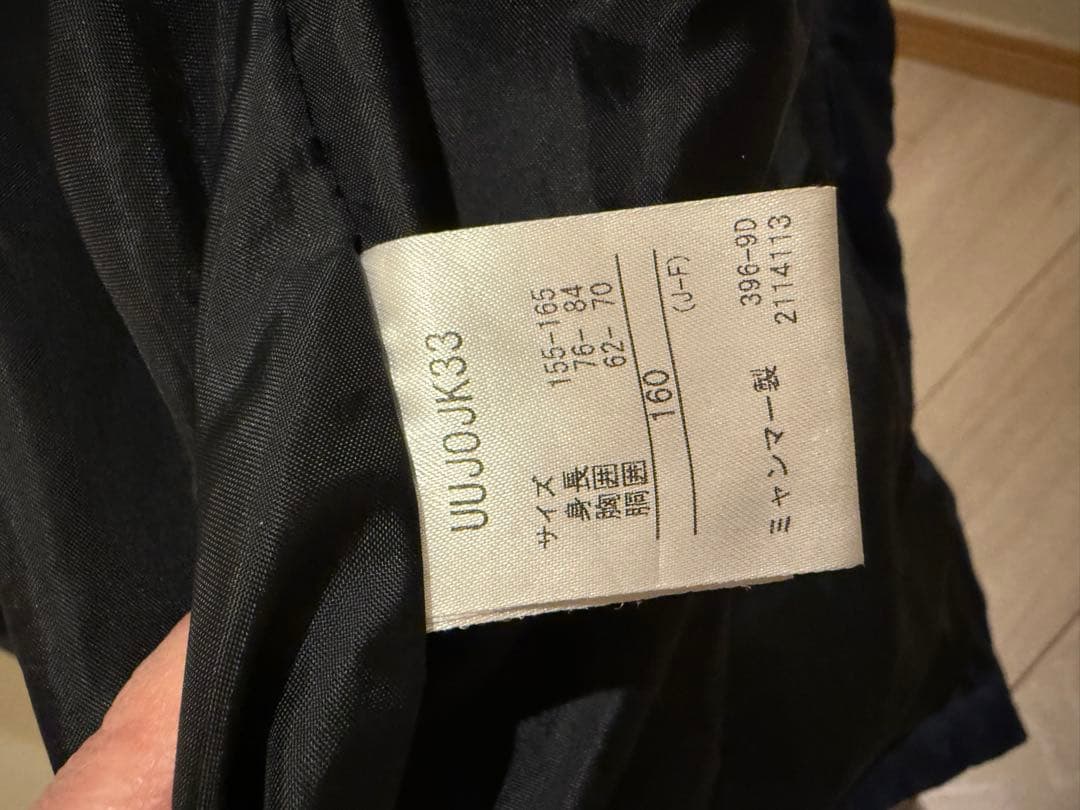 UUJOJK33
サイズ
身長 155-165
胸囲 76- 84
胴囲 62- 70
160
(J-F)
ミャンマー製 396-9D
2114113